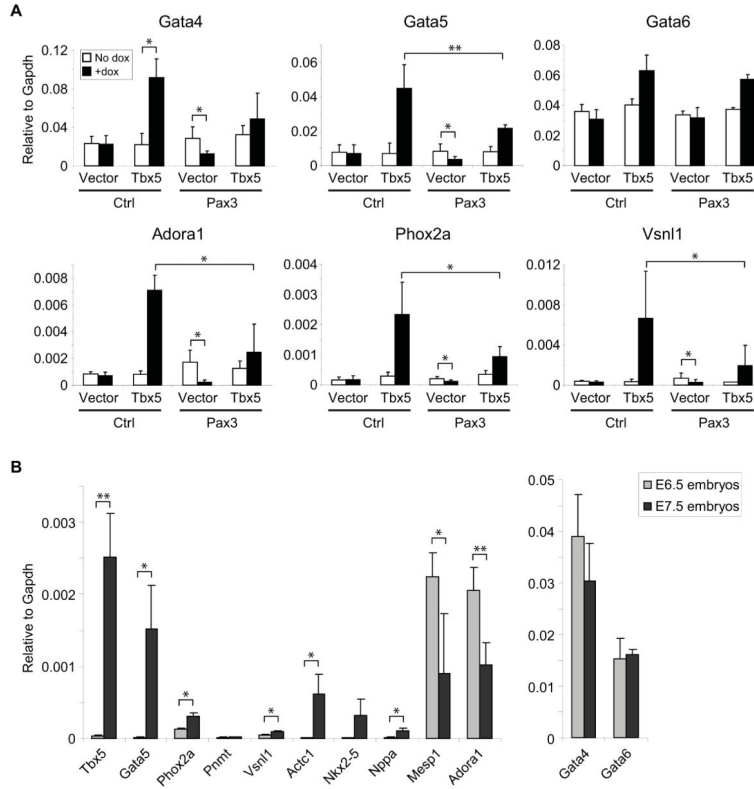 A
Gata4
Gata5
Gata6
Relative to Gapdh
0.12
0.08
0.04
0
No dox
+dox
*
*
Vector Tbx5 Vector Tbx5
Ctrl Pax3
0.06
0.04
0.02
0
**
*
Vector Tbx5 Vector Tbx5
Ctrl Pax3
0.08
0.06
0.04
0.02
0
Vector Tbx5 Vector Tbx5
Ctrl Pax3
Adora1
Phox2a
Vsnl1
Relative to Gapdh
0.008
0.006
0.004
0.002
0
*
*
Vector Tbx5 Vector Tbx5
Ctrl Pax3
0.004
0.003
0.002
0.001
0
*
*
Vector Tbx5 Vector Tbx5
Ctrl Pax3
0.012
0.008
0.004
0
*
*
Vector Tbx5 Vector Tbx5
Ctrl Pax3
B
Relative to Gapdh
0.003
0.002
0.001
0
**
*
*
*
*
*
*
**
Tbx5 Gata5 Phox2a Pnmt Vsnl1 Actc1 Nkx2-5 Nppa Mesp1 Adora1
0.05
0.04
0.03
0.02
0.01
0
E6.5 embryos
E7.5 embryos
Gata4 Gata6